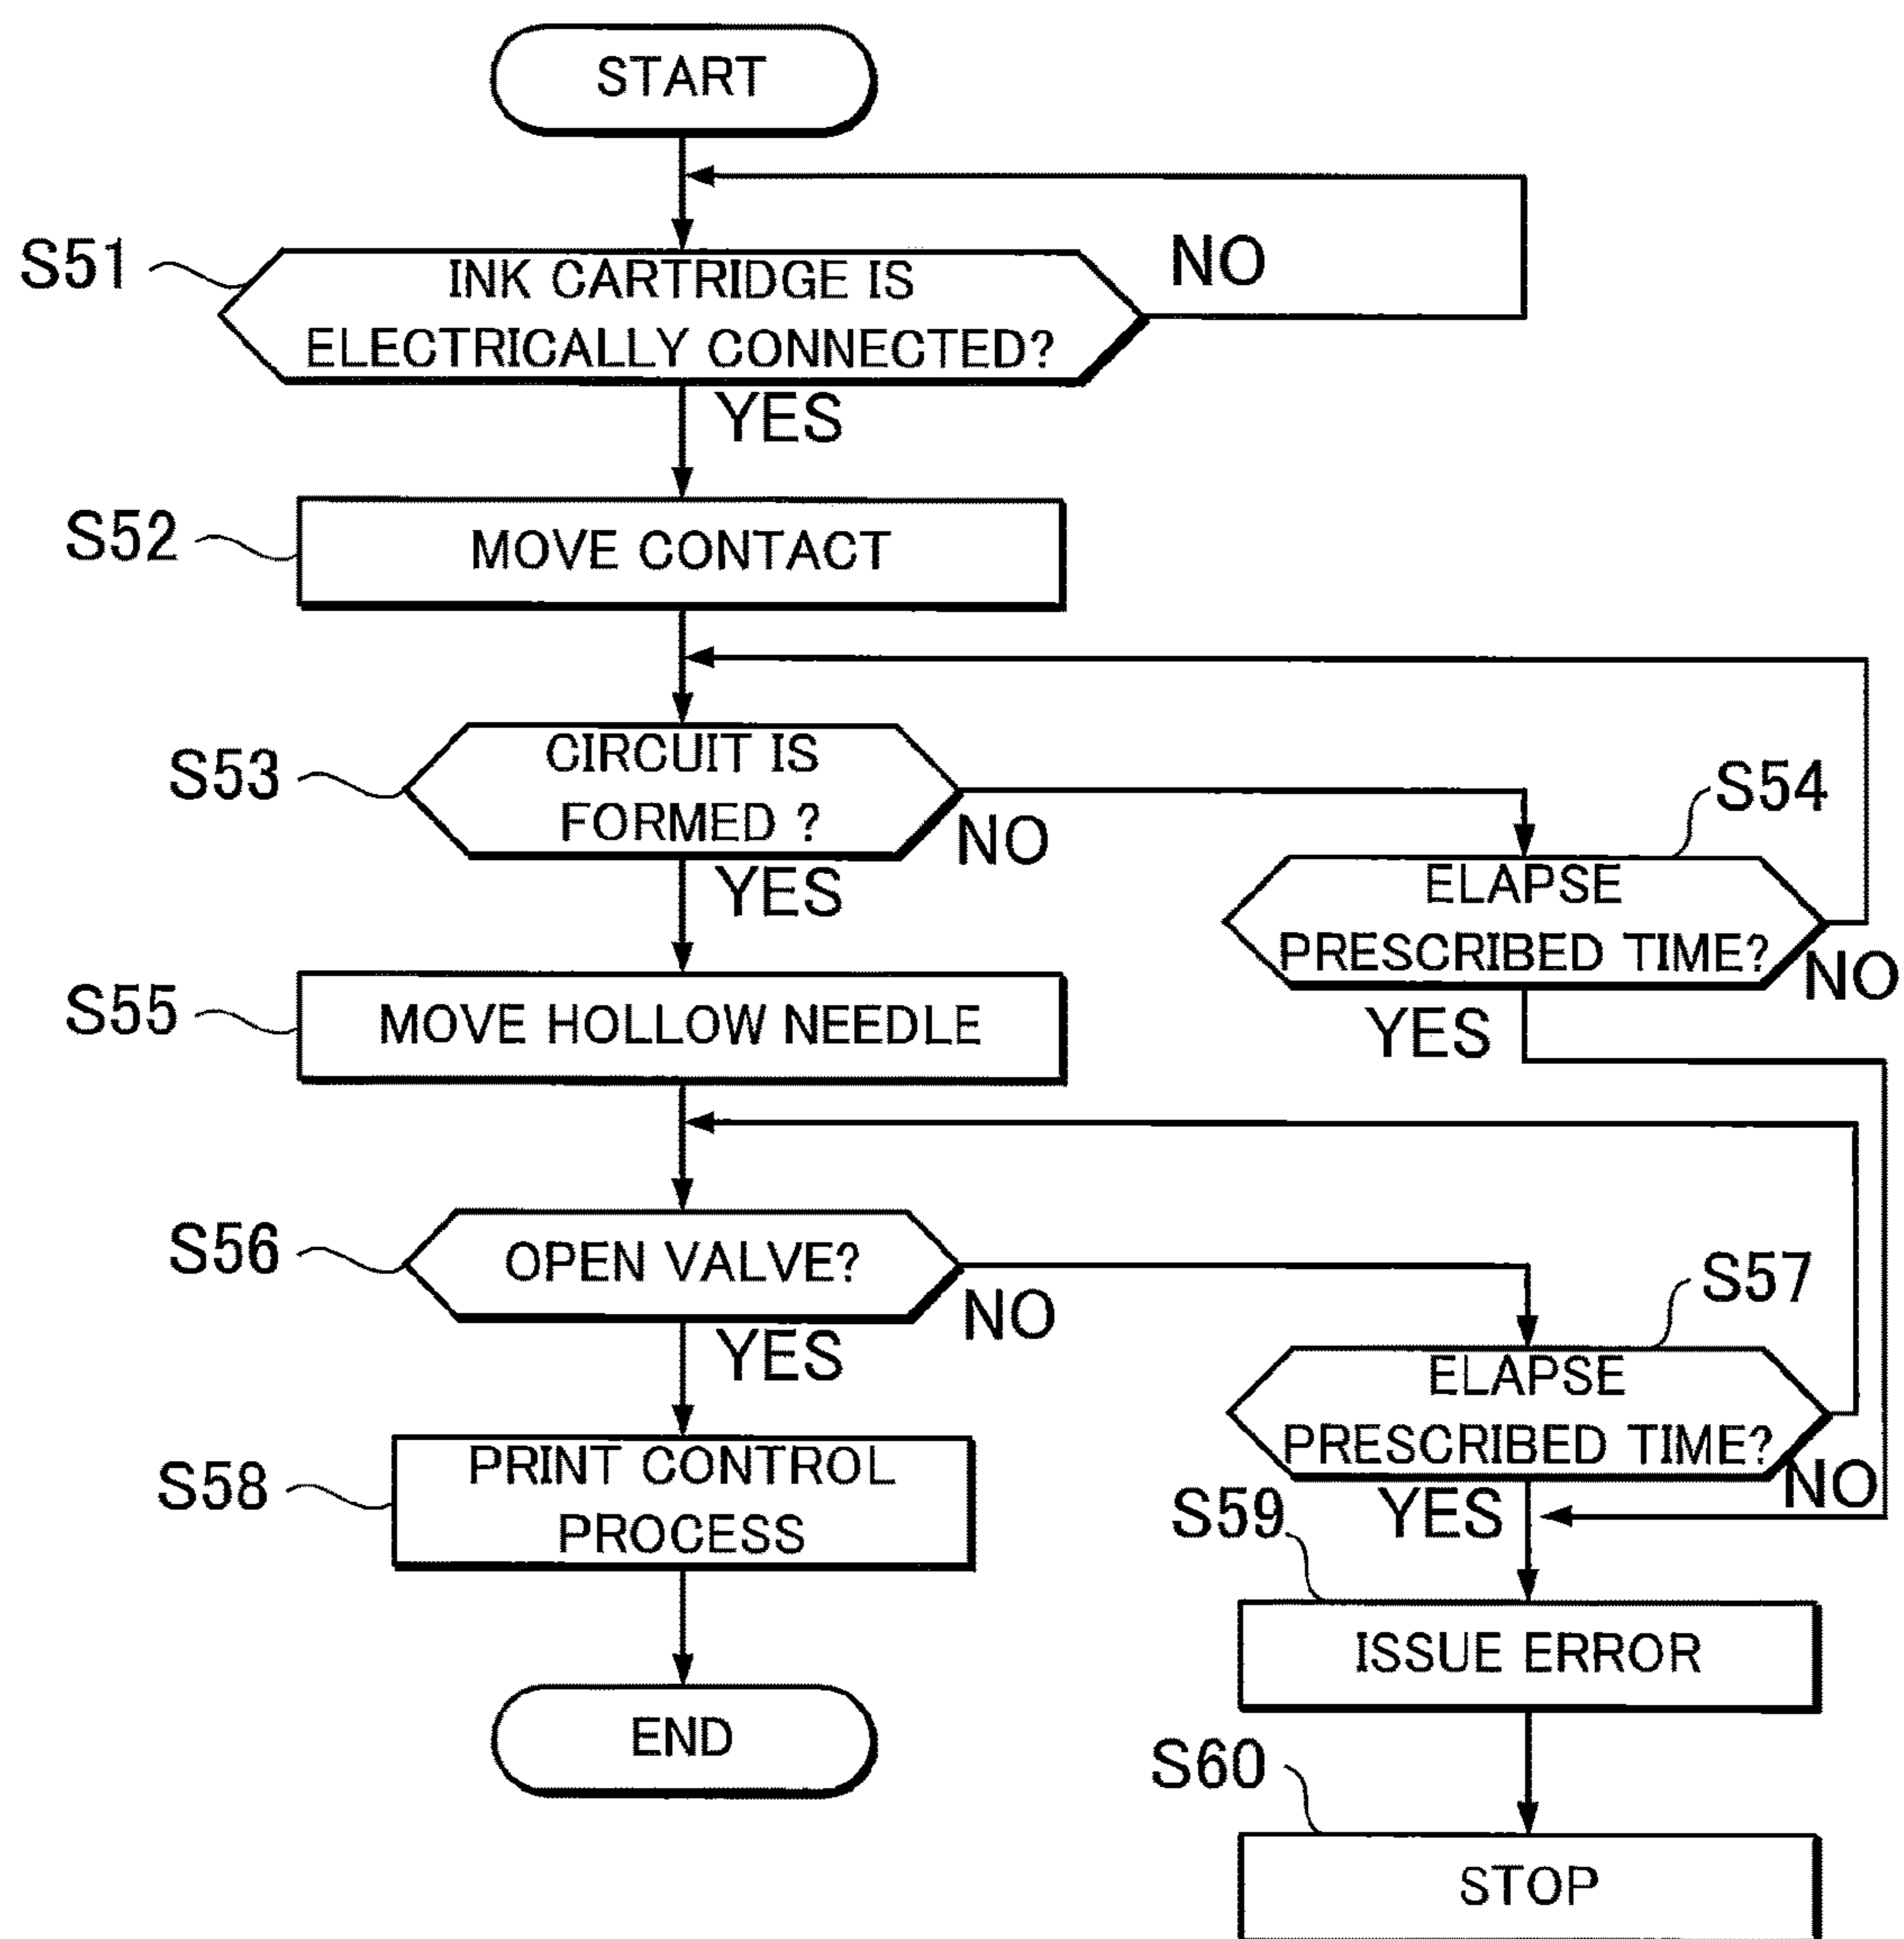 START
S51
INK CARTRIDGE IS
ELECTRICALLY CONNECTED?
NO
YES
S52
MOVE CONTACT
S53
CIRCUIT IS
FORMED ?
NO
YES
S54
ELAPSE
PRESCRIBED TIME?
NO
YES
S55
MOVE HOLLOW NEEDLE
S56
OPEN VALVE?
NO
YES
S57
ELAPSE
PRESCRIBED TIME?
NO
YES
S58
PRINT CONTROL
PROCESS
END
S59
ISSUE ERROR
S60
STOP